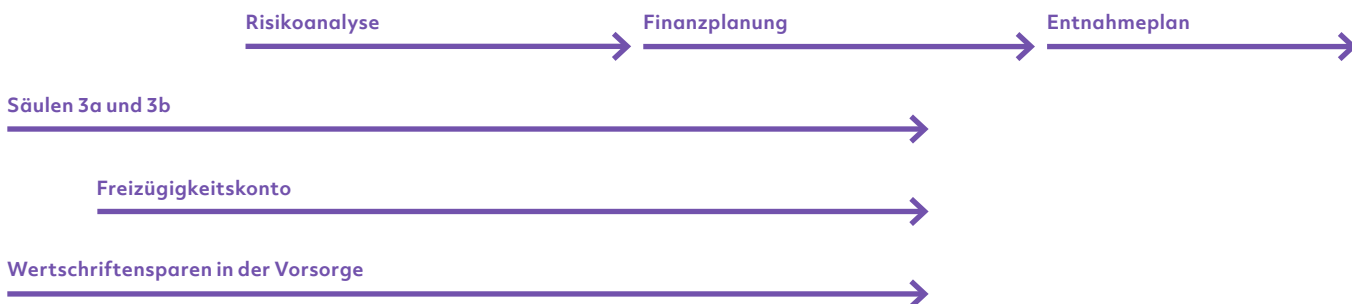 Risikoanalyse
Finanzplanung
Entnahmeplan
Säulen 3a und 3b
Freizügigkeitskonto
Wertschriftensparen in der Vorsorge